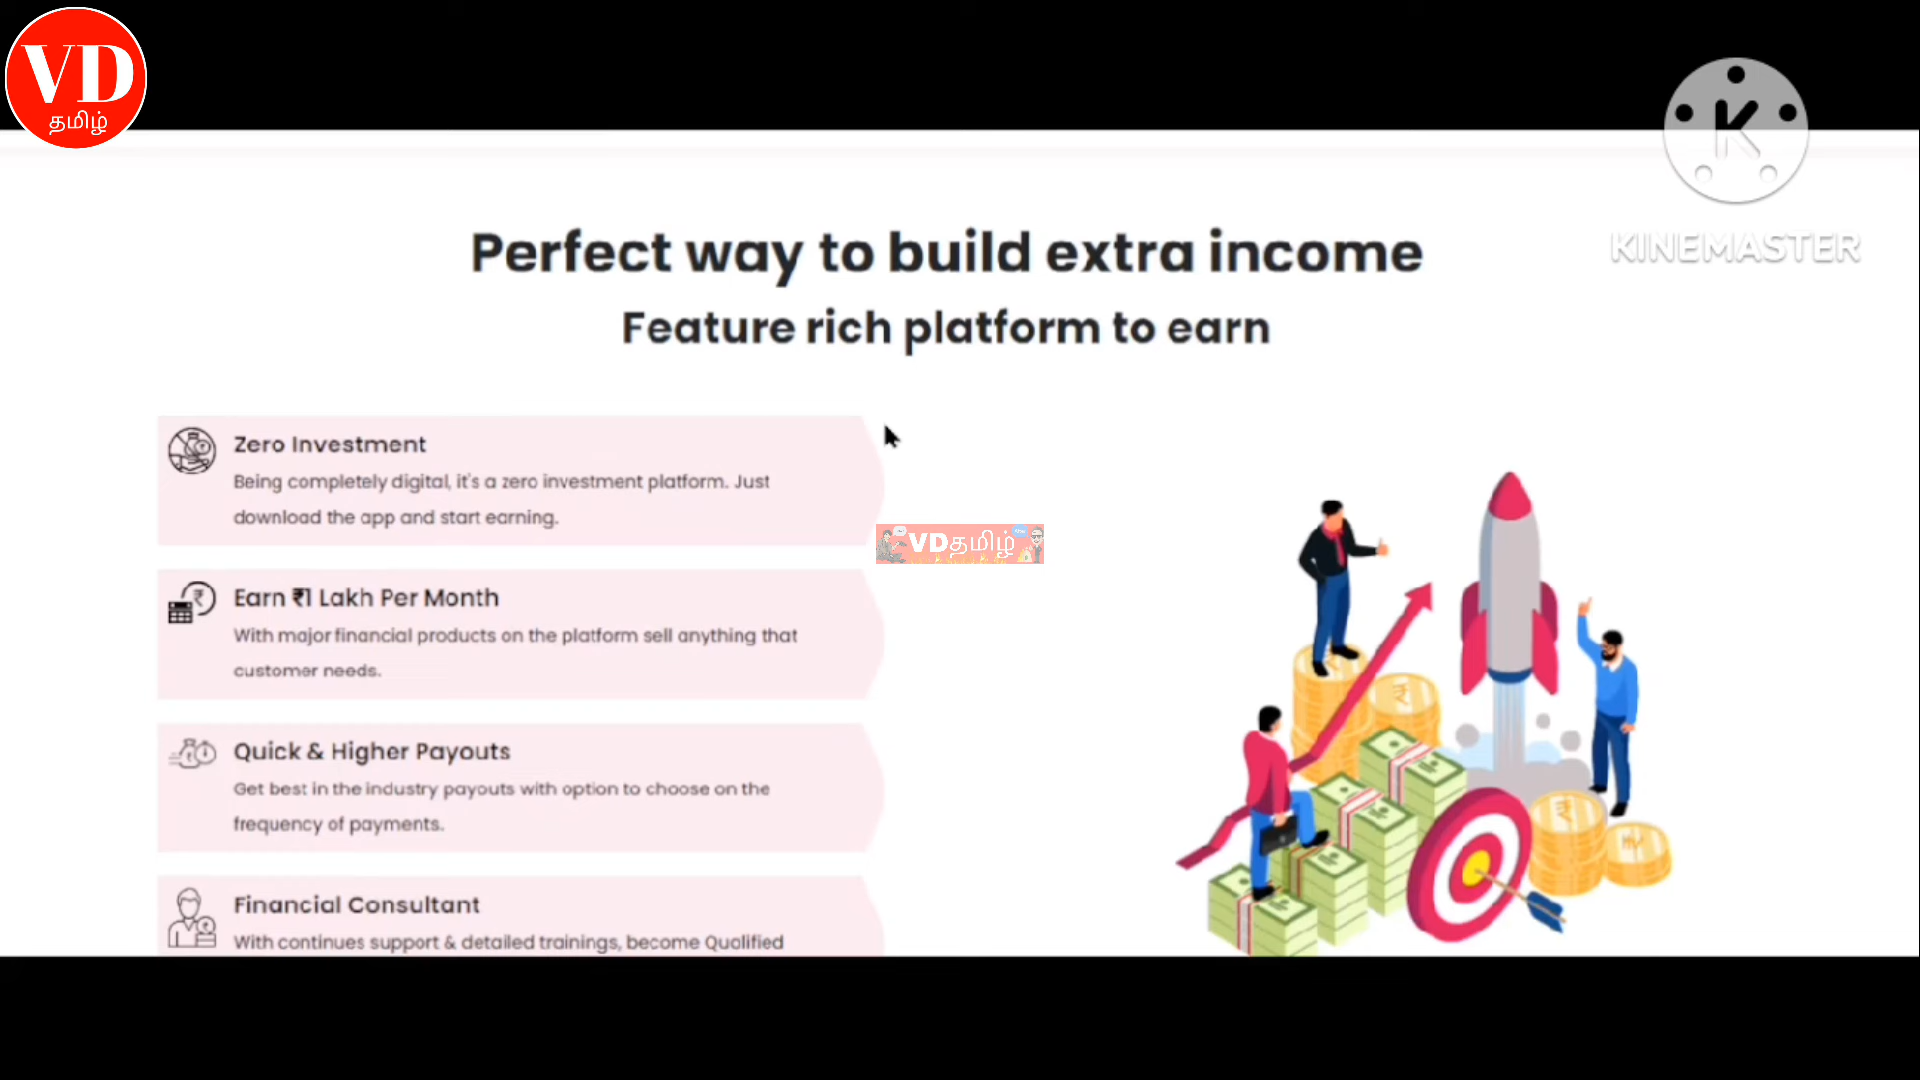 VD
தமிழ்
K
KINEMASTER
Perfect way to build extra income
Feature rich platform to earn
Zero Investment
Being completely digital, it's a zero investment platform. Just
download the app and start earning.
VDதமிழ்
Earn ₹1 Lakh Per Month
With major financial products on the platform sell anything that
customer needs.
Quick & Higher Payouts
Get best in the industry payouts with option to choose on the
frequency of payments.
Financial Consultant
With continues support & detailed trainings, become Qualified